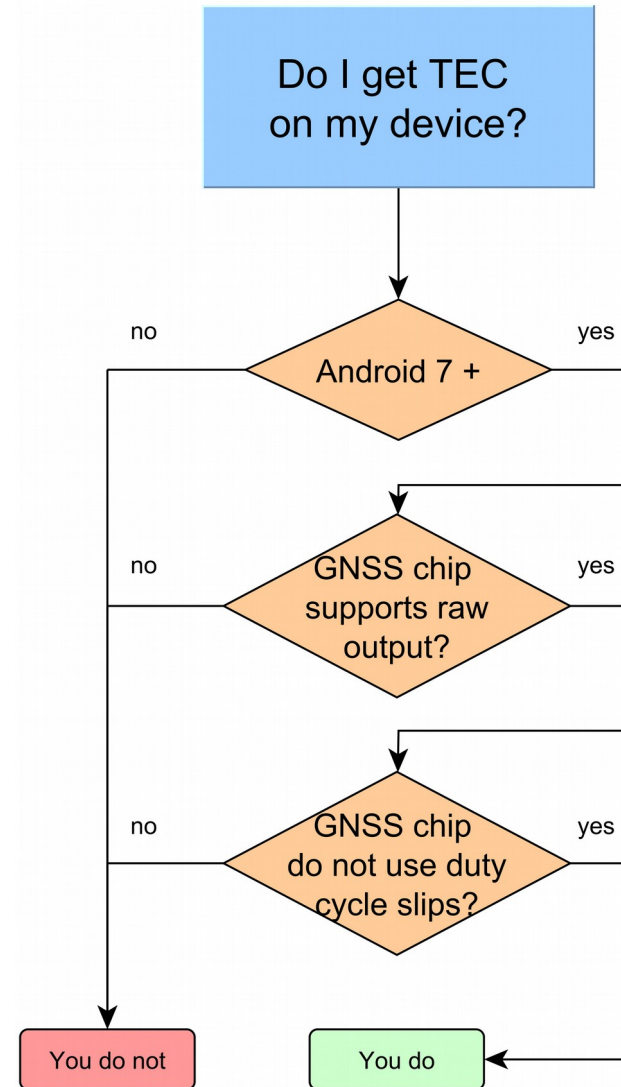 Do I get TEC
on my device?
no
yes
Android 7 +
no
yes
GNSS chip
supports raw
output?
no
yes
GNSS chip
do not use duty
cycle slips?
You do not
You do